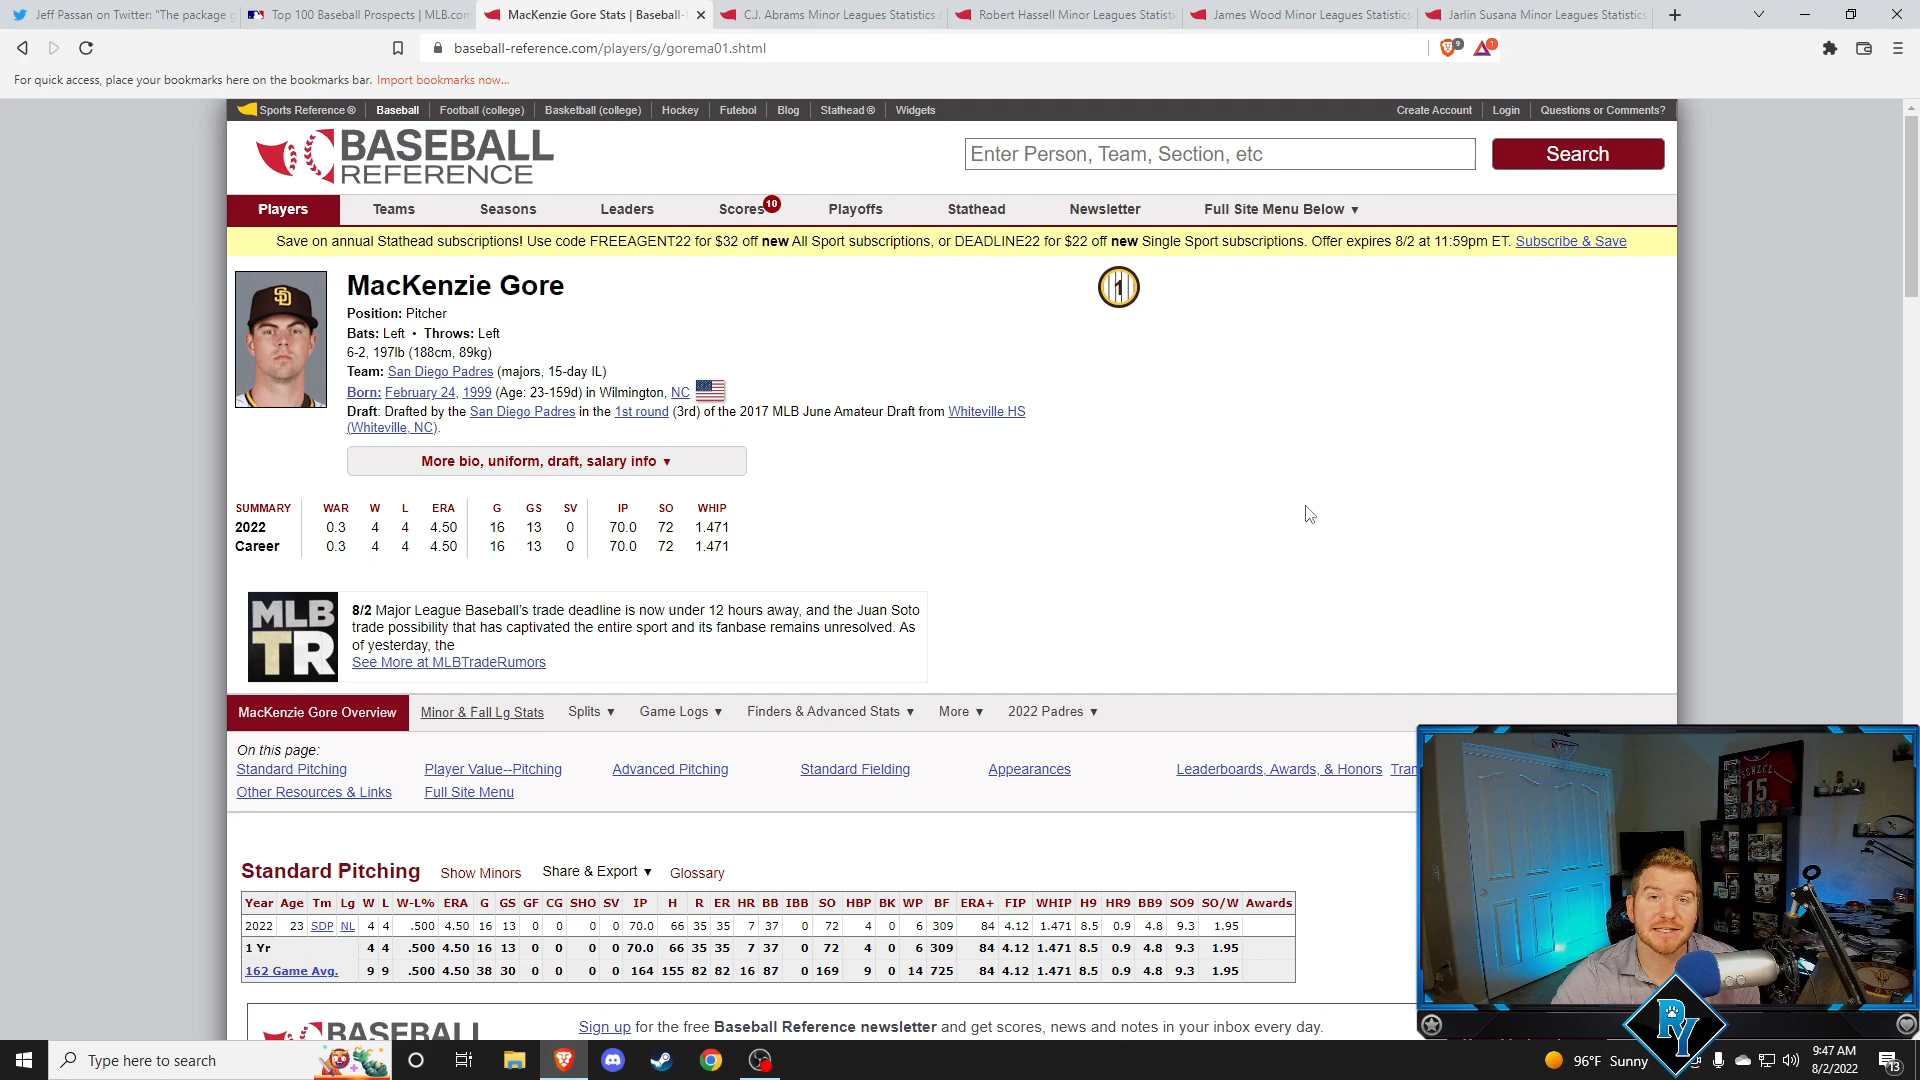 Jeff Passan on Twitter: "The package
Top 100 Baseball Prospects | MLB.com
MacKenzie Gore Stats | Baseball-
C.J. Abrams Minor Leagues Statistics
Robert Hassell Minor Leagues Statisti
James Wood Minor Leagues Statistics
Jarlin Susana Minor Leagues Statistics
baseball-reference.com/players/g/gorema01.shtml
9
1
For quick access, place your bookmarks here on the bookmarks bar. Import bookmarks now...
Sports Reference ® Baseball Football (college) Basketball (college) Hockey Futebol Blog Stathead ® Widgets Create Account Login Questions or Comments?
BASEBALL
REFERENCE
Enter Person, Team, Section, etc
Search
Players Teams Seasons Leaders Scores 10 Playoffs Stathead Newsletter Full Site Menu Below ▼
Save on annual Stathead subscriptions! Use code FREEAGENT22 for $32 off new All Sport subscriptions, or DEADLINE22 for $22 off new Single Sport subscriptions. Offer expires 8/2 at 11:59pm ET. Subscribe & Save
MacKenzie Gore
1
Position: Pitcher
Bats: Left • Throws: Left
6-2, 197lb (188cm, 89kg)
Team: San Diego Padres (majors, 15-day IL)
Born: February 24, 1999 (Age: 23-159d) in Wilmington, NC
Draft: Drafted by the San Diego Padres in the 1st round (3rd) of the 2017 MLB June Amateur Draft from Whiteville HS
(Whiteville, NC).
More bio, uniform, draft, salary info ▼
SUMMARY WAR W L ERA G GS SV IP SO WHIP
2022 0.3 4 4 4.50 16 13 0 70.0 72 1.471
Career 0.3 4 4 4.50 16 13 0 70.0 72 1.471
MLB
TR
8/2 Major League Baseball's trade deadline is now under 12 hours away, and the Juan Soto
trade possibility that has captivated the entire sport and its fanbase remains unresolved. As
of yesterday, the
See More at MLBTradeRumors
MacKenzie Gore Overview Minor & Fall Lg Stats Splits ▼ Game Logs ▼ Finders & Advanced Stats ▼ More ▼ 2022 Padres ▼
On this page:
Standard Pitching Player Value--Pitching Advanced Pitching Standard Fielding Appearances Leaderboards, Awards, & Honors Tran
Other Resources & Links Full Site Menu
Standard Pitching Show Minors Share & Export ▼ Glossary
Year Age Tm Lg W L W-L% ERA G GS GF CG SHO SV IP H R ER HR BB IBB SO HBP BK WP BF ERA+ FIP WHIP H9 HR9 BB9 SO9 SO/W Awards
2022 23 SDP NL 4 4 .500 4.50 16 13 0 0 0 0 70.0 66 35 35 7 37 0 72 4 0 6 309 84 4.12 1.471 8.5 0.9 4.8 9.3 1.95
1 Yr 4 4 .500 4.50 16 13 0 0 0 0 70.0 66 35 35 7 37 0 72 4 0 6 309 84 4.12 1.471 8.5 0.9 4.8 9.3 1.95
162 Game Avg. 9 9 .500 4.50 38 30 0 0 0 0 164 155 82 82 16 87 0 169 9 0 14 725 84 4.12 1.471 8.5 0.9 4.8 9.3 1.95
BASEBALL
Sign up for the free Baseball Reference newsletter and get scores, news and notes in your inbox every day.
SENZEL
15
RY
Type here to search
96°F Sunny
9:47 AM
8/2/2022
13